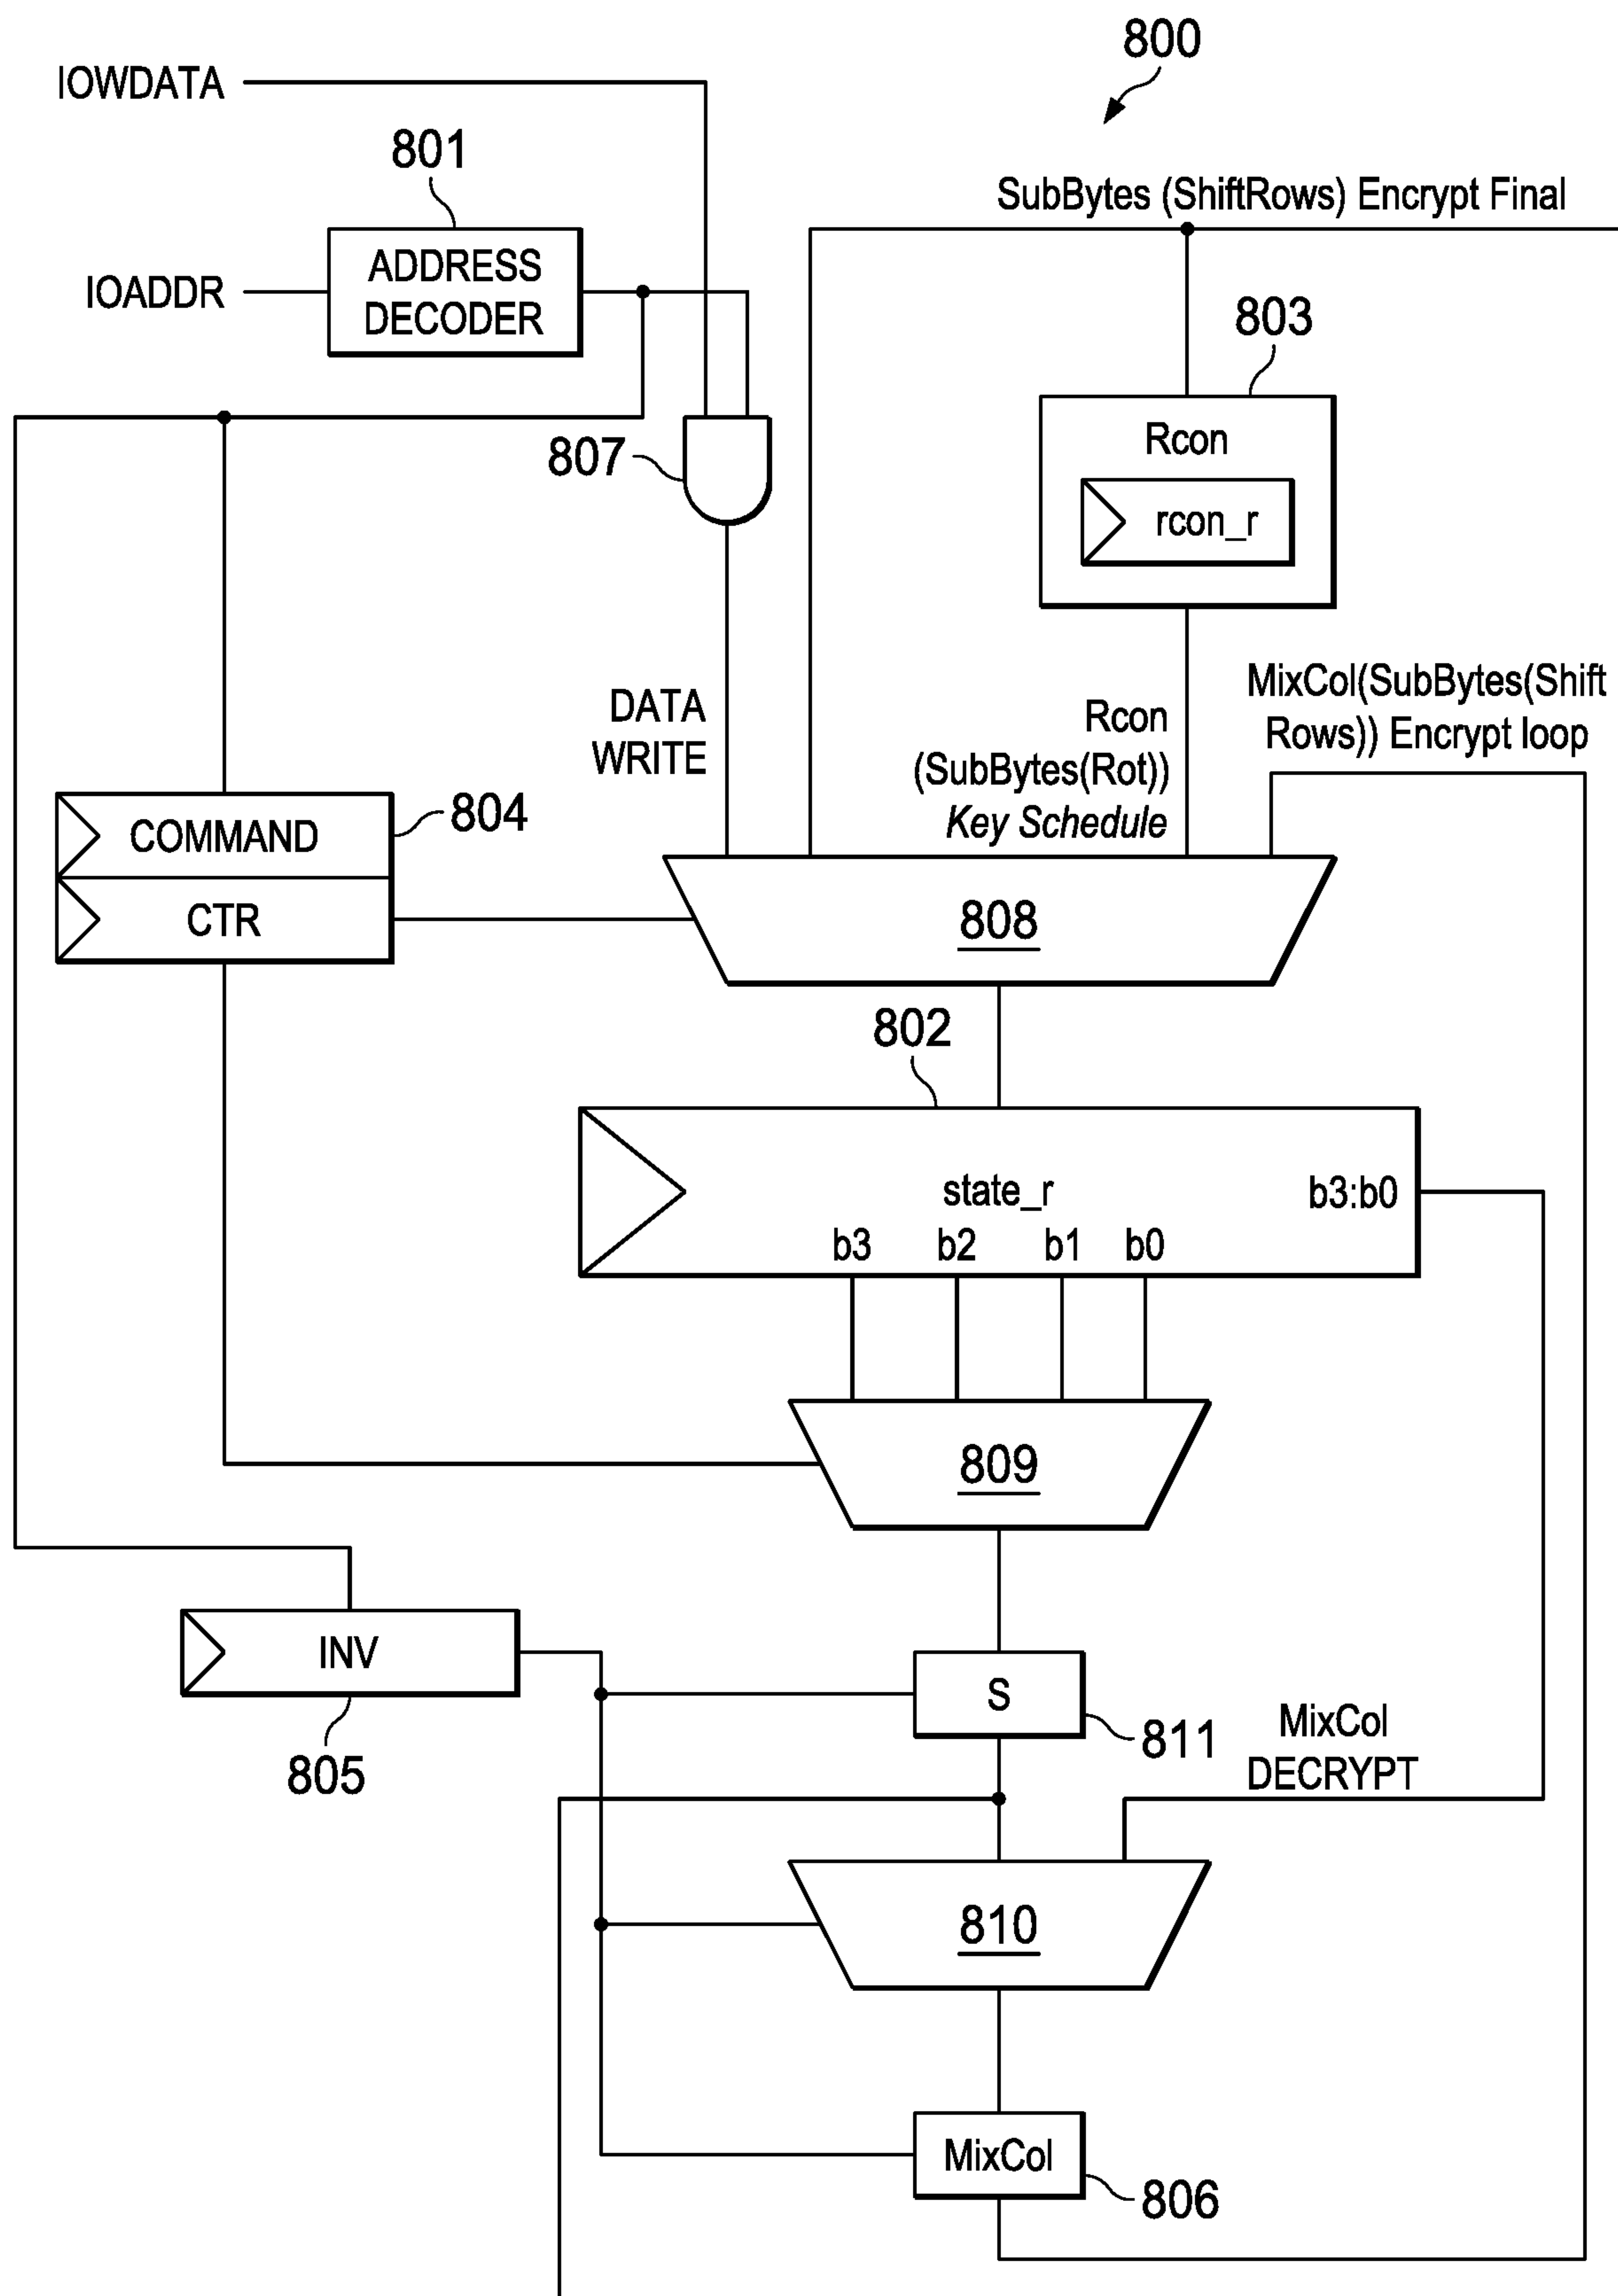 800
IOWDATA
801
SubBytes (ShiftRows) Encrypt Final
IOADDR
ADDRESS
DECODER
803
Rcon
807
rcon_r
DATA
WRITE
Rcon
(SubBytes(Rot))
Key Schedule
MixCol(SubBytes(Shift
Rows)) Encrypt loop
COMMAND
804
CTR
808
802
state_r
b3:b0
b3 b2 b1 b0
809
INV
805
S
811
MixCol
DECRYPT
810
MixCol
806